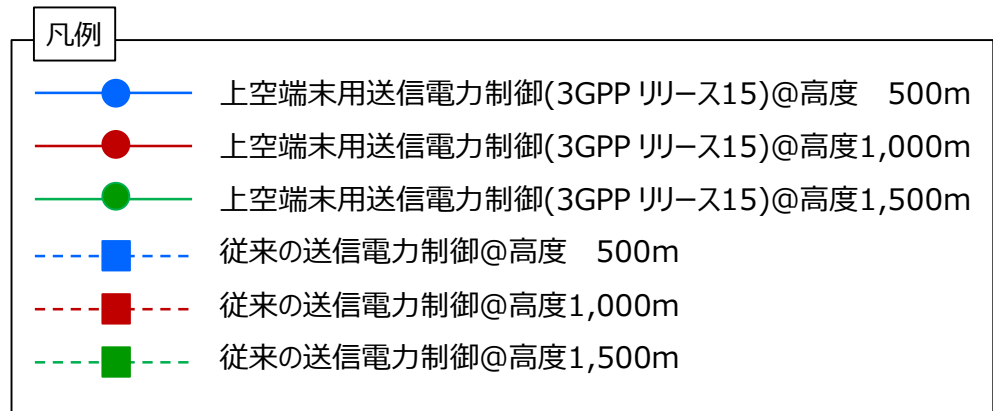 凡例
上空端末用送信電力制御(3GPP リリース15)@高度　500m
上空端末用送信電力制御(3GPP リリース15)@高度1,000m
上空端末用送信電力制御(3GPP リリース15)@高度1,500m
従来の送信電力制御@高度　500m
従来の送信電力制御@高度1,000m
従来の送信電力制御@高度1,500m